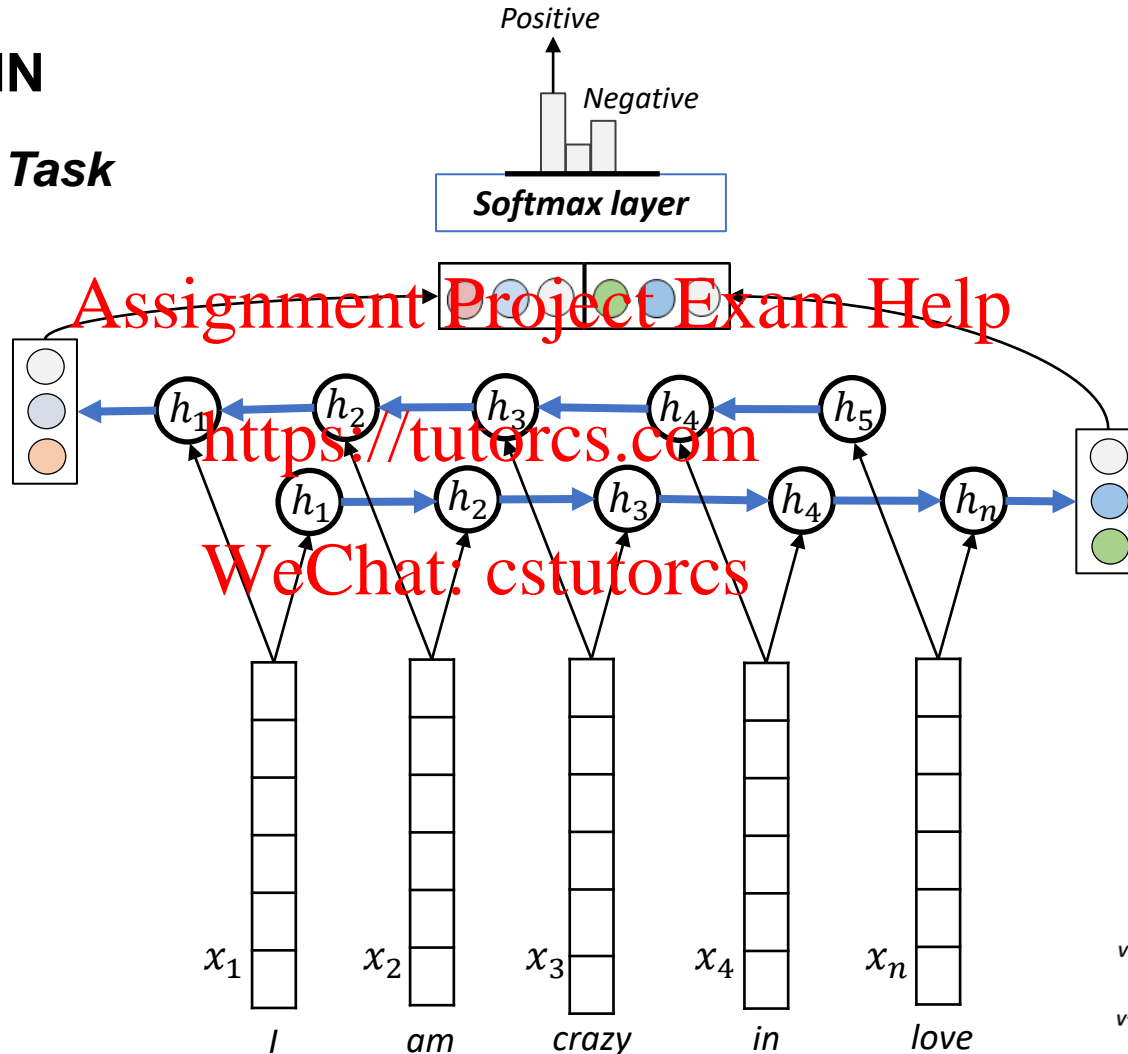 Positive
Negative
Task
Softmax layer
Assignment Project Exam Help
h₁ h₂ h₃ h₄ h₅
https://tutorcs.com
h₁ h₂ h₃ h₄ hₙ
WeChat: cstutorcs
x₁ x₂ x₃ x₄ xₙ
I am crazy in love